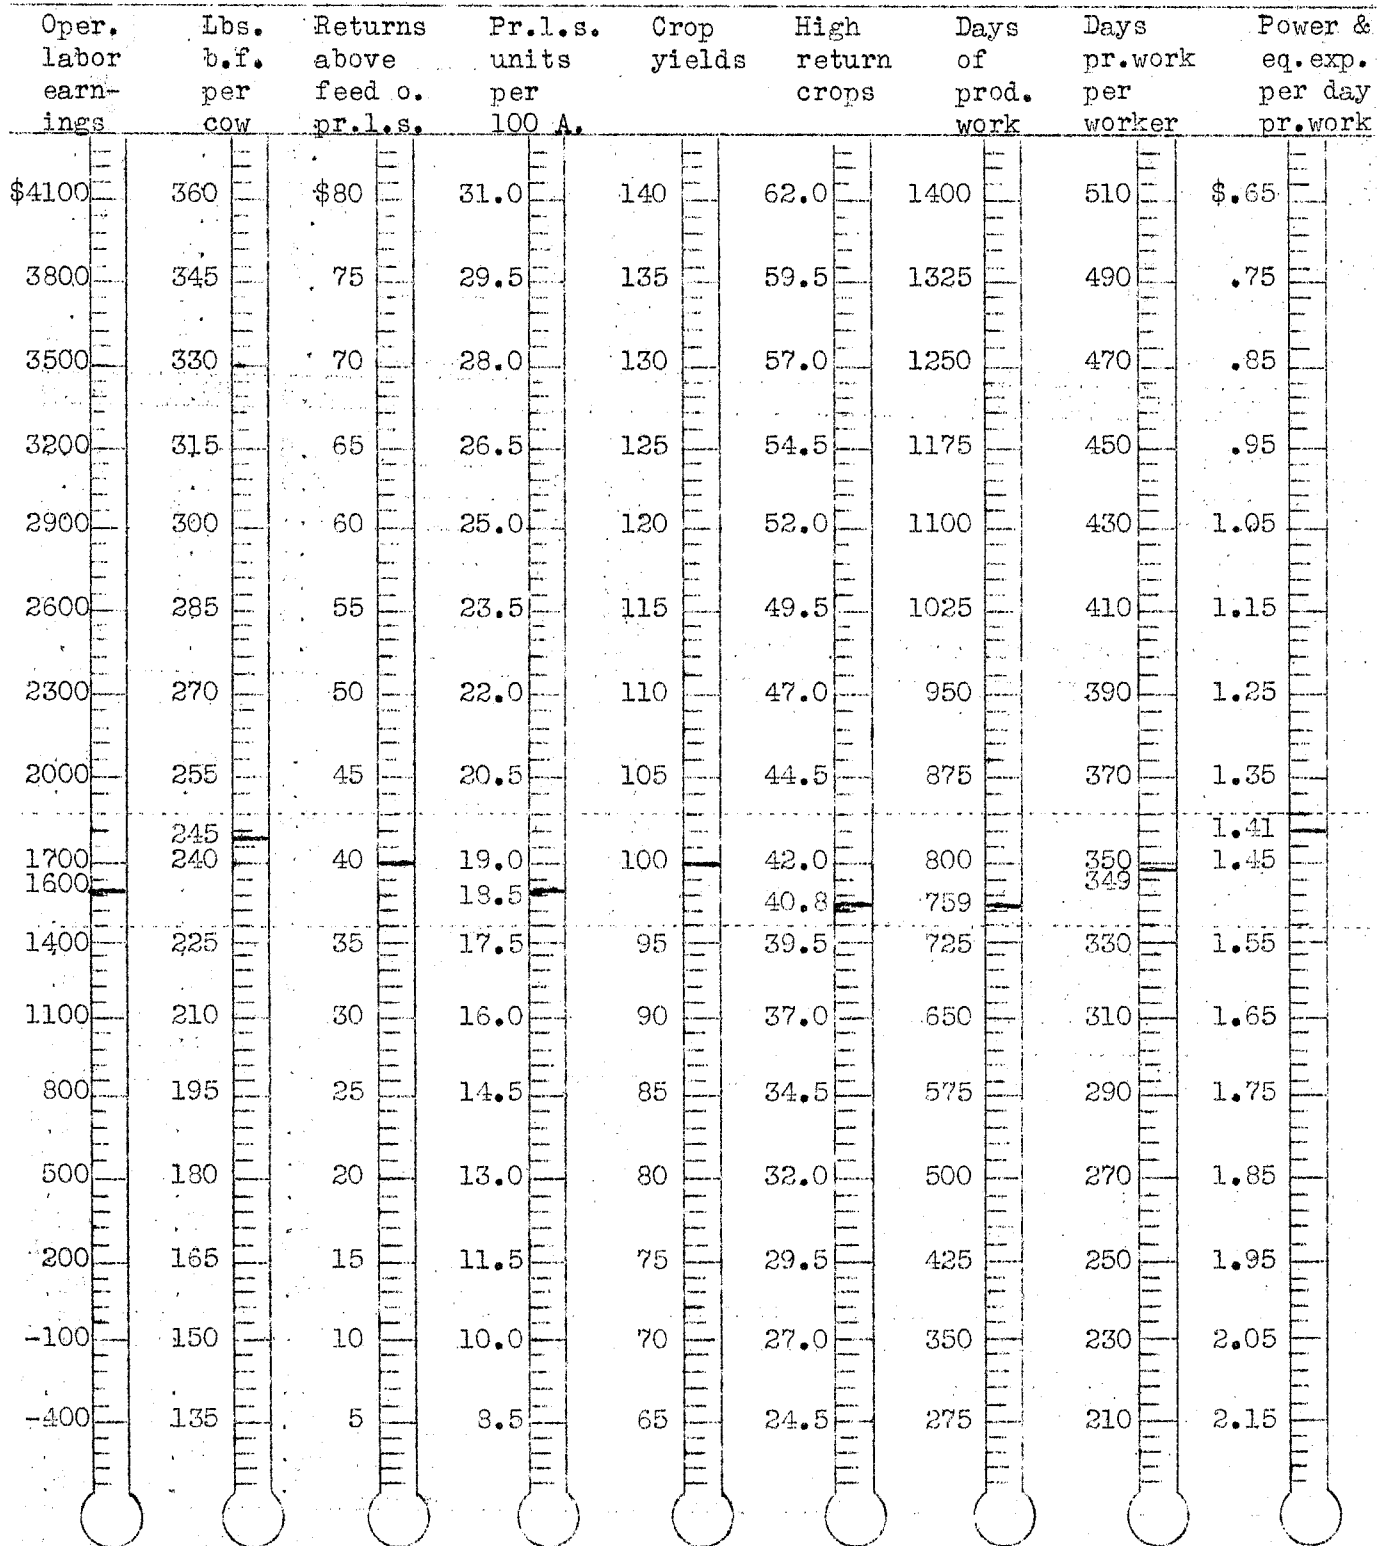 Oper. Lbs. Returns Pr.l.s. Crop High Days Days Power &
labor b.f. above units yields return of pr.work eq.exp.
earn- per feed o. per crops prod. per per day
ings cow pr.l.s. 100 A. work worker pr.work
$4100 360 $80 31.0 140 62.0 1400 510 $.65
3800 345 75 29.5 135 59.5 1325 490 .75
3500 330 70 28.0 130 57.0 1250 470 .85
3200 315 65 26.5 125 54.5 1175 450 .95
2900 300 60 25.0 120 52.0 1100 430 1.05
2600 285 55 23.5 115 49.5 1025 410 1.15
2300 270 50 22.0 110 47.0 950 390 1.25
2000 255 45 20.5 105 44.5 875 370 1.35
245 1.41
1700 240 40 19.0 100 42.0 800 350 1.45
1600 18.5 40.8 759 349
1400 225 35 17.5 95 39.5 725 330 1.55
1100 210 30 16.0 90 37.0 650 310 1.65
800 195 25 14.5 85 34.5 575 290 1.75
500 180 20 13.0 80 32.0 500 270 1.85
200 165 15 11.5 75 29.5 425 250 1.95
-100 150 10 10.0 70 27.0 350 230 2.05
-400 135 5 8.5 65 24.5 275 210 2.15